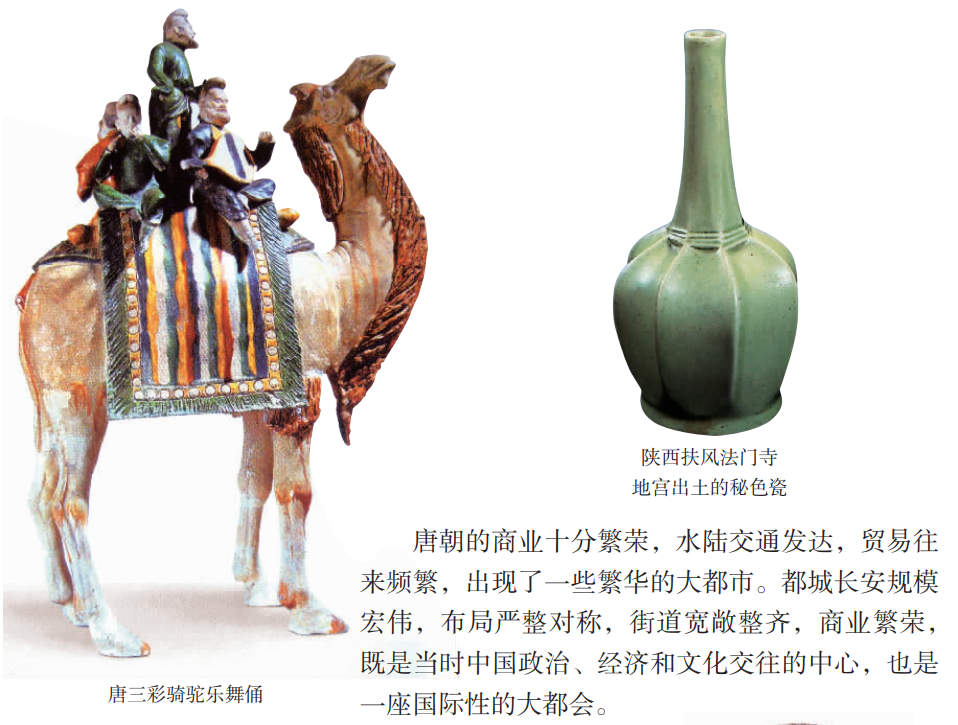 陕西扶风法门寺
地宫出土的秘色瓷
唐朝的商业十分繁荣，水陆交通发达，贸易往
来频繁，出现了一些繁华的大都市。都城长安规模
宏伟，布局严整对称，街道宽敞整齐，商业繁荣，
既是当时中国政治、经济和文化交往的中心，也是
一座国际性的大都会。
唐三彩骑驼乐舞俑